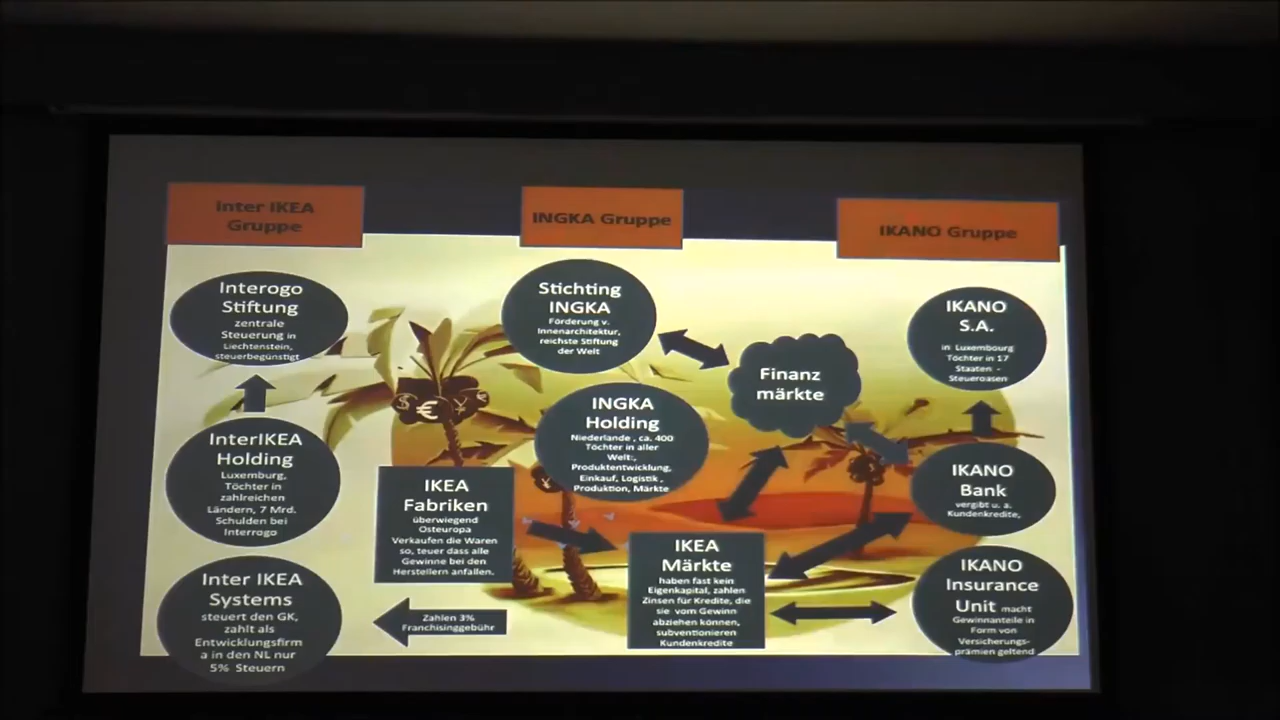 Inter IKEA
Gruppe
INGKA Gruppe
IKANO Gruppe
Interogo
Stiftung
zentrale
Steuerung in
Liechtenstein,
steuerbegünstigt
InterIKEA
Holding
Luxemburg,
Töchter in
zahlreichen
Ländern, 7 Mrd.
Schulden bei
Interrogo
Inter IKEA
Systems
steuert den GK,
zahlt als
Entwicklungsfirm
a in den NL nur
5% Steuern
$ € ¥ €
IKEA
Fabriken
überwiegend
Osteuropa
Verkaufen die Waren
so, teuer dass alle
Gewinne bei den
Herstellern anfallen.
Zahlen 3%
Franchisinggebühr
Stichting
INGKA
Förderung v.
Innenarchitektur,
reichste Stiftung
der Welt
INGKA
Holding
Niederlande , ca. 400
Töchter in aller
Welt:,
Produktentwicklung,
Einkauf, Logistik ,
Produktion, Märkte
¥
IKEA
Märkte
haben fast kein
Eigenkapital, zahlen
Zinsen für Kredite, die
sie vom Gewinn
abziehen können,
subventionieren
Kundenkredite
Finanz
märkte
IKANO
S.A.
in Luxembourg
Töchter in 17
Staaten -
Steueroasen
IKANO
Bank
vergibt u. a.
Kundenkredite,
IKANO
Insurance
Unit macht
Gewinnanteile in
Form von
Versicherungs-
prämien geltend